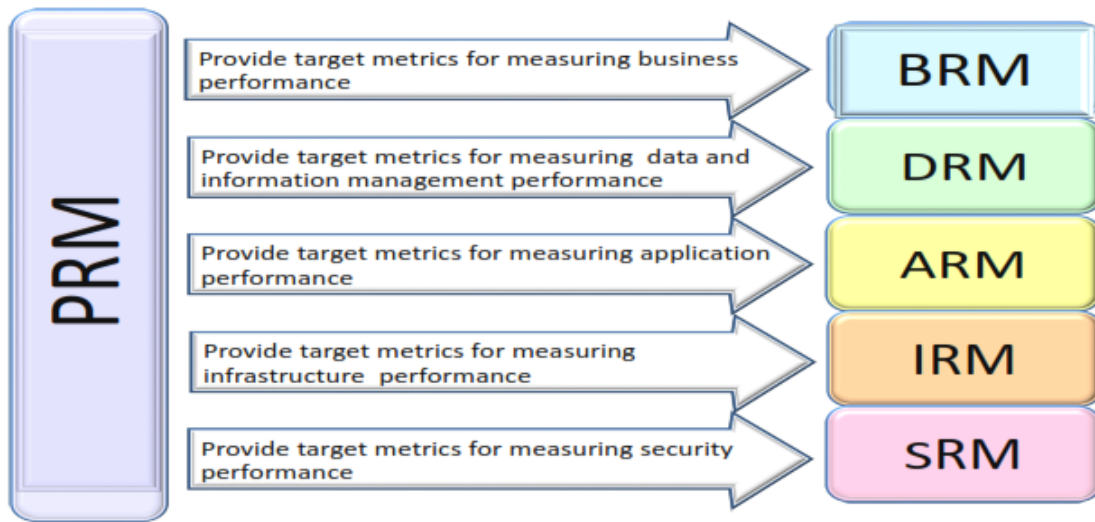 PRM
Provide target metrics for measuring business
performance
BRM
Provide target metrics for measuring data and
information management performance
DRM
Provide target metrics for measuring application
performance
ARM
Provide target metrics for measuring
infrastructure performance
IRM
Provide target metrics for measuring security
performance
sRM